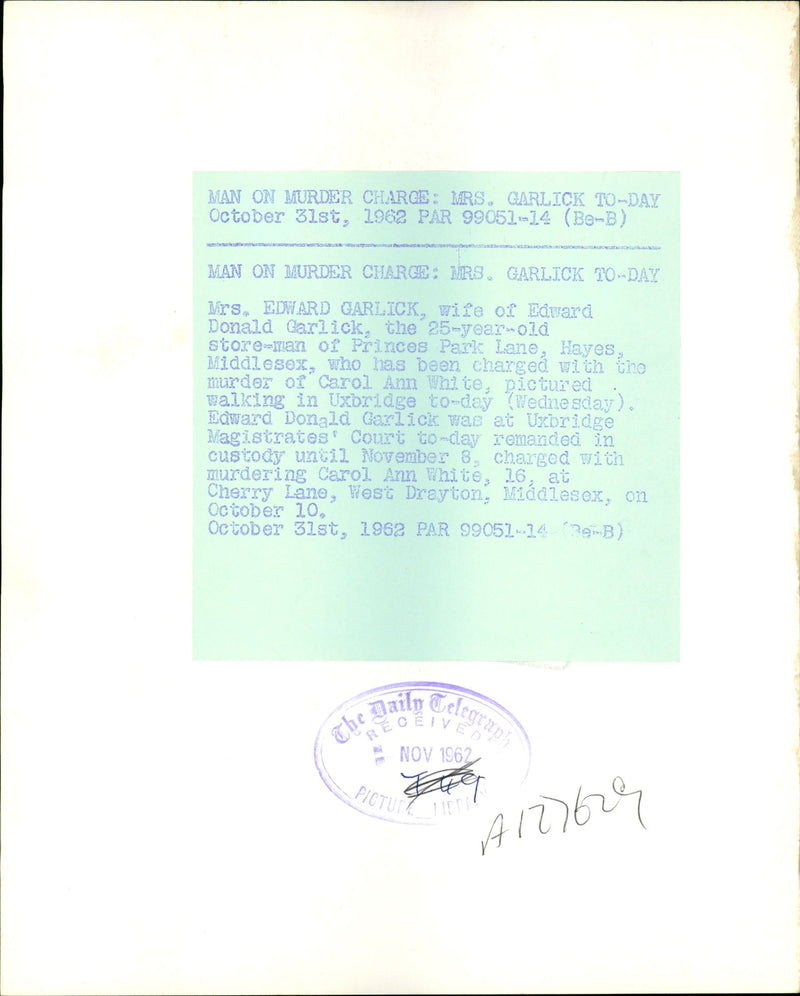 MAN ON MURDER CHARGE: MRS. GARLICK TO-DAY
October 31st, 1962 PAR 99051-14 (Be-B)
MAN ON MURDER CHARGE: MRS. GARLICK TO-DAY
Mrs. EDWARD GARLICK, wife of Edward
Donald Garlick, the 25-year-old
store-man of Princes Park Lane, Hayes,
Middlesex, who has been charged with the
murder of Carol Ann White, pictured
walking in Uxbridge to-day (Wednesday).
Edward Donald Garlick was at Uxbridge
Magistrates' Court to-day remanded in
custody until November 8, charged with
murdering Carol Ann White, 16, at
Cherry Lane, West Drayton, Middlesex, on
October 10.
October 31st, 1962 PAR 99051-14 (Be-B)
The Daily Telegraph
RECEIVED
NOV 1962
PICTURE
A127629